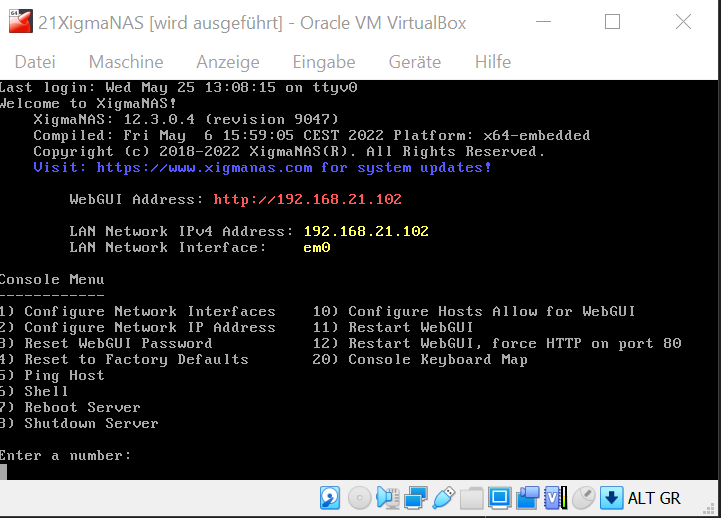 21XigmaNAS [wird ausgeführt] - Oracle VM VirtualBox
Datei Maschine Anzeige Eingabe Geräte Hilfe
Last login: Wed May 25 13:08:15 on ttyv0
Welcome to XigmaNAS!
XigmaNAS: 12.3.0.4 (revision 9047)
Compiled: Fri May  6 15:59:05 CEST 2022 Platform: x64-embedded
Copyright (c) 2018-2022 XigmaNAS(R). All Rights Reserved.
Visit: https://www.xigmanas.com for system updates!
WebGUI Address: http://192.168.21.102
LAN Network IPv4 Address: 192.168.21.102
LAN Network Interface:    em0
Console Menu
------------
1) Configure Network Interfaces    10) Configure Hosts Allow for WebGUI
2) Configure Network IP Address    11) Restart WebGUI
3) Reset WebGUI Password           12) Restart WebGUI, force HTTP on port 80
4) Reset to Factory Defaults       20) Console Keyboard Map
5) Ping Host
6) Shell
7) Reboot Server
8) Shutdown Server
Enter a number:
ALT GR